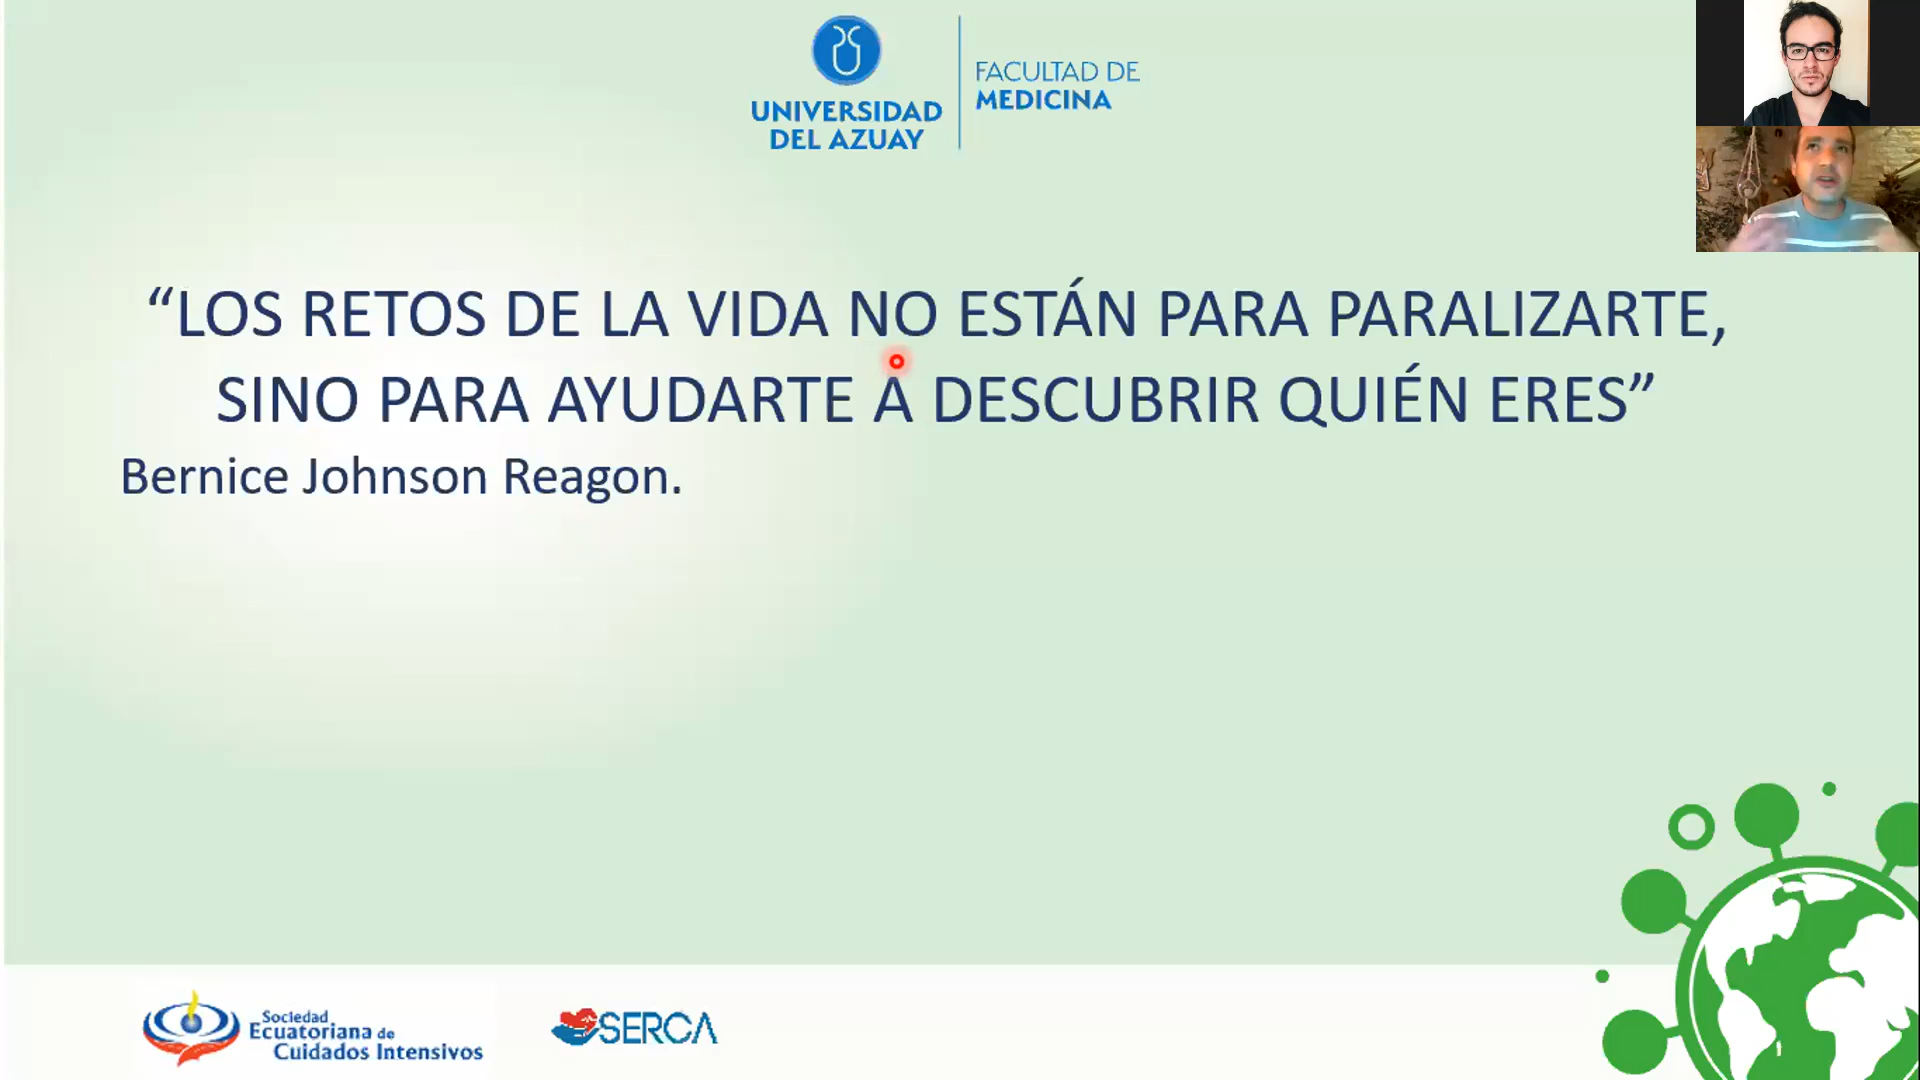 UNIVERSIDAD
DEL AZUAY
FACULTAD DE
MEDICINA
“LOS RETOS DE LA VIDA NO ESTÁN PARA PARALIZARTE,
SINO PARA AYUDARTE A DESCUBRIR QUIÉN ERES”
Bernice Johnson Reagon.
Sociedad
Ecuatoriana de
Cuidados Intensivos
SERCA